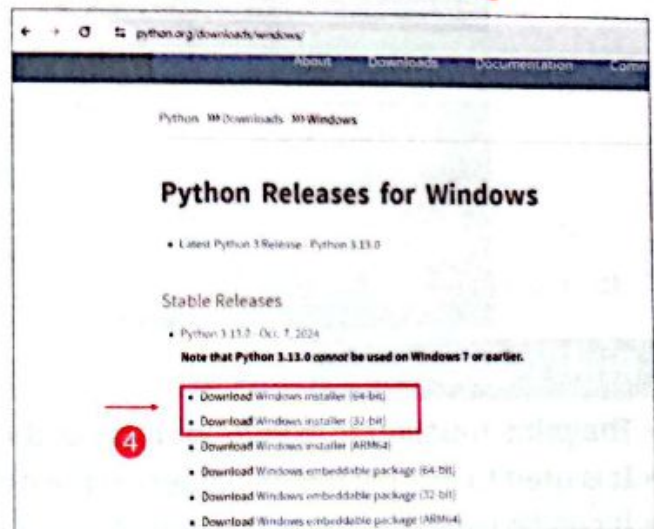 python.org/downloads/windows/
About Downloads Documentation Comm
Python >>> Downloads >>> Windows
Python Releases for Windows
• Latest Python 3 Release - Python 3.13.0
Stable Releases
• Python 3.13.0 - Oct. 7, 2024
Note that Python 3.13.0 cannot be used on Windows 7 or earlier.
• Download Windows installer (64-bit)
• Download Windows installer (32-bit)
4
• Download Windows installer (ARM64)
• Download Windows embeddable package (64-bit)
• Download Windows embeddable package (32-bit)
• Download Windows embeddable package (ARM64)